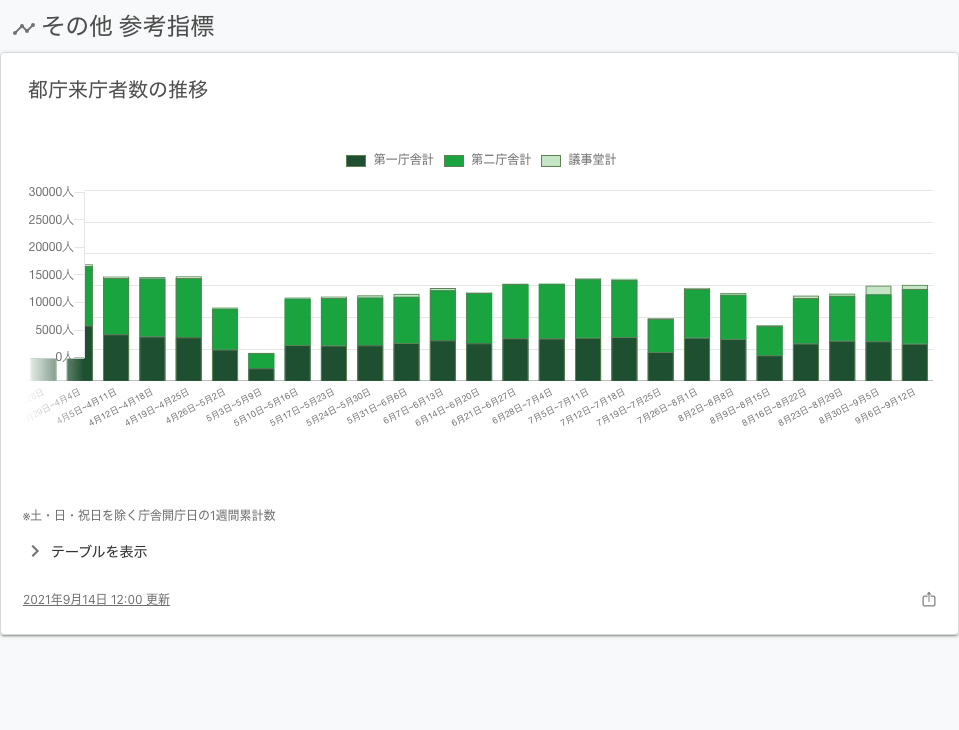 その他 参考指標
都庁来庁者数の推移
第一庁舎計 第二庁舎計 議事堂計
30000人
25000人
20000人
15000人
10000人
5000人
0人
4月5日~4月11日
4月12日~4月18日
4月19日~4月25日
4月26日~5月2日
5月3日~5月9日
5月10日~5月16日
5月17日~5月23日
5月24日~5月30日
5月31日~6月6日
6月7日~6月13日
6月14日~6月20日
6月21日~6月27日
6月28日~7月4日
7月5日~7月11日
7月12日~7月18日
7月19日~7月25日
7月26日~8月1日
8月2日~8月8日
8月9日~8月15日
8月16日~8月22日
8月23日~8月29日
8月30日~9月5日
9月6日~9月12日
※土・日・祝日を除く庁舎開庁日の1週間累計数
テーブルを表示
2021年9月14日 12:00 更新